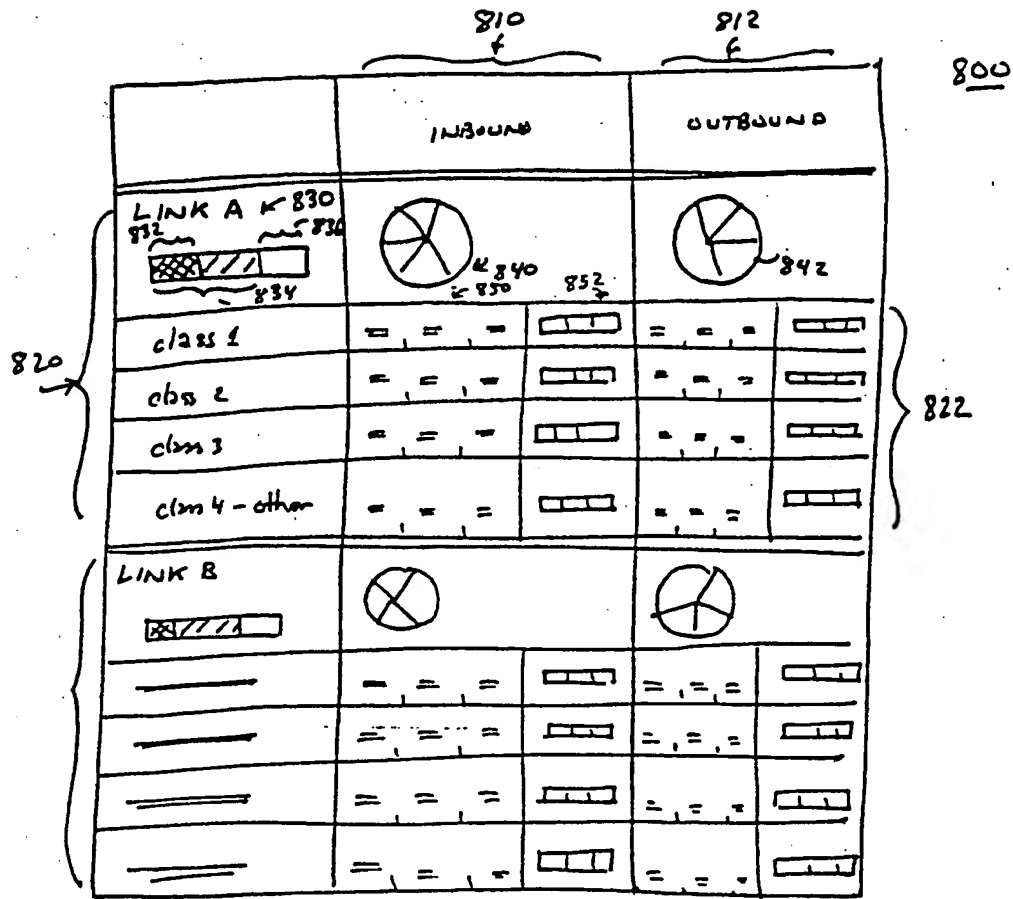 810 812
800
INBOUND OUTBOUND
LINK A 830
832 836
834
840
842
850 852
class 1
820
class 2
822
class 3
class 4 - other
LINK B